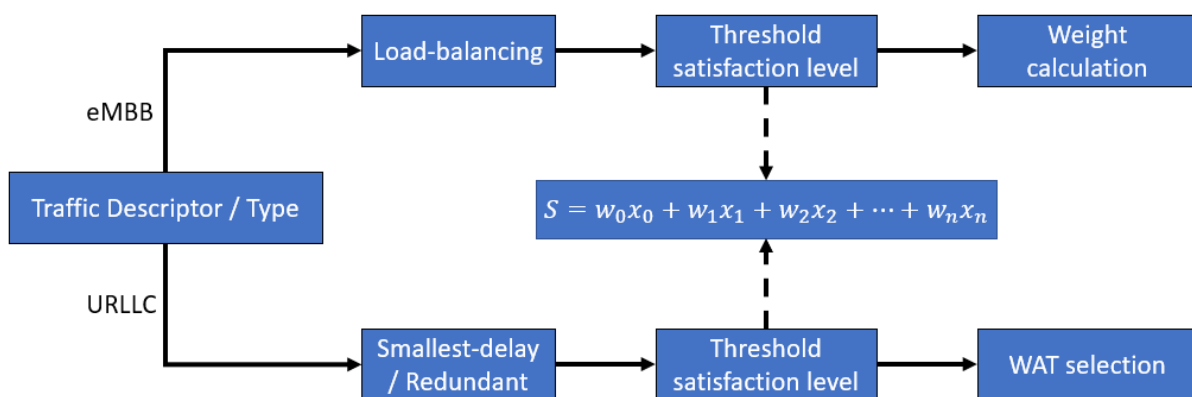 Load-balancing
Threshold
satisfaction level
Weight
calculation
eMBB
Traffic Descriptor / Type
S = w₀x₀ + w₁x₁ + w₂x₂ + ⋯ + wₙxₙ
URLLC
Smallest-delay
/ Redundant
Threshold
satisfaction level
WAT selection